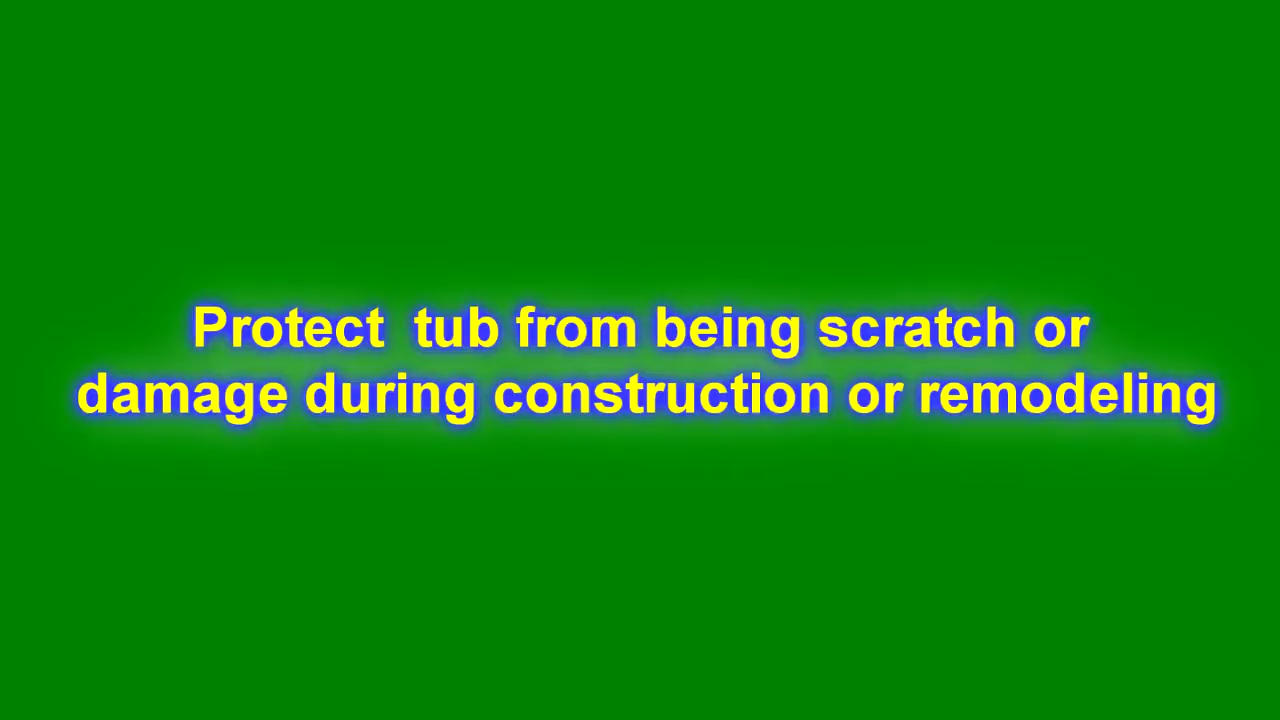 Protect  tub from being scratch or
damage during construction or remodeling